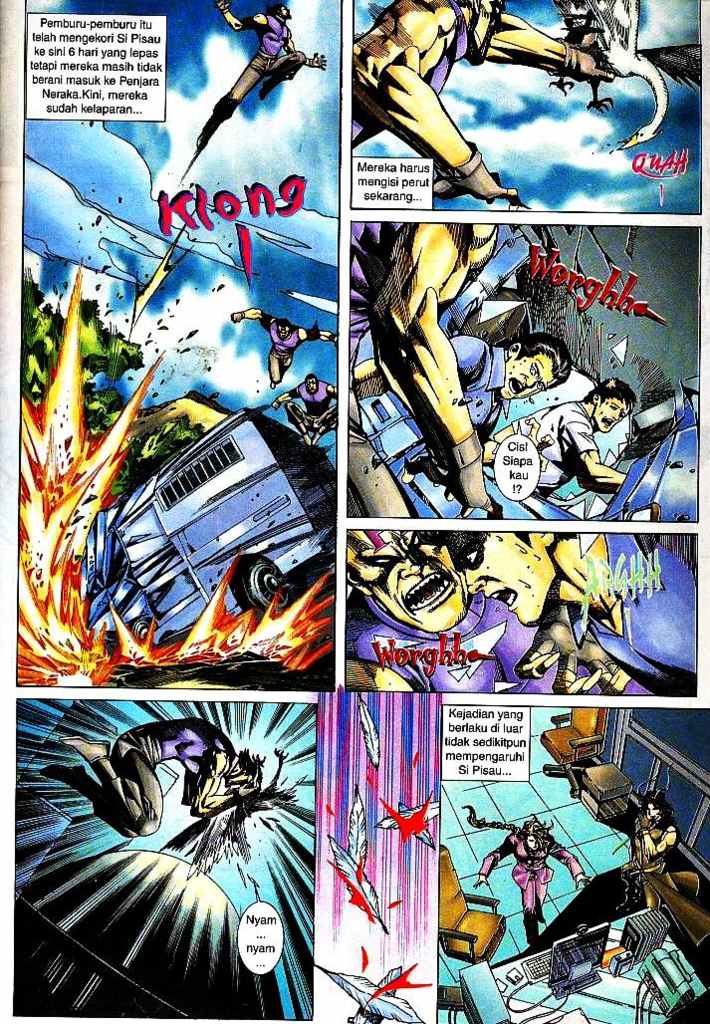 Pemburu-pemburu itu
telah mengekori Si Pisau
ke sini 6 hari yang lepas
tetapi mereka masih tidak
berani masuk ke Penjara
Neraka.Kini, mereka
sudah kelaparan...
Klong
!
Mereka harus
mengisi perut
sekarang...
QUAH
!
Worghhh
Cis!
Siapa
kau
!?
ARGHH
!
Worghhh
Nyam
...
nyam
...
Kejadian yang
berlaku di luar
tidak sedikitpun
mempengaruhi
Si Pisau...